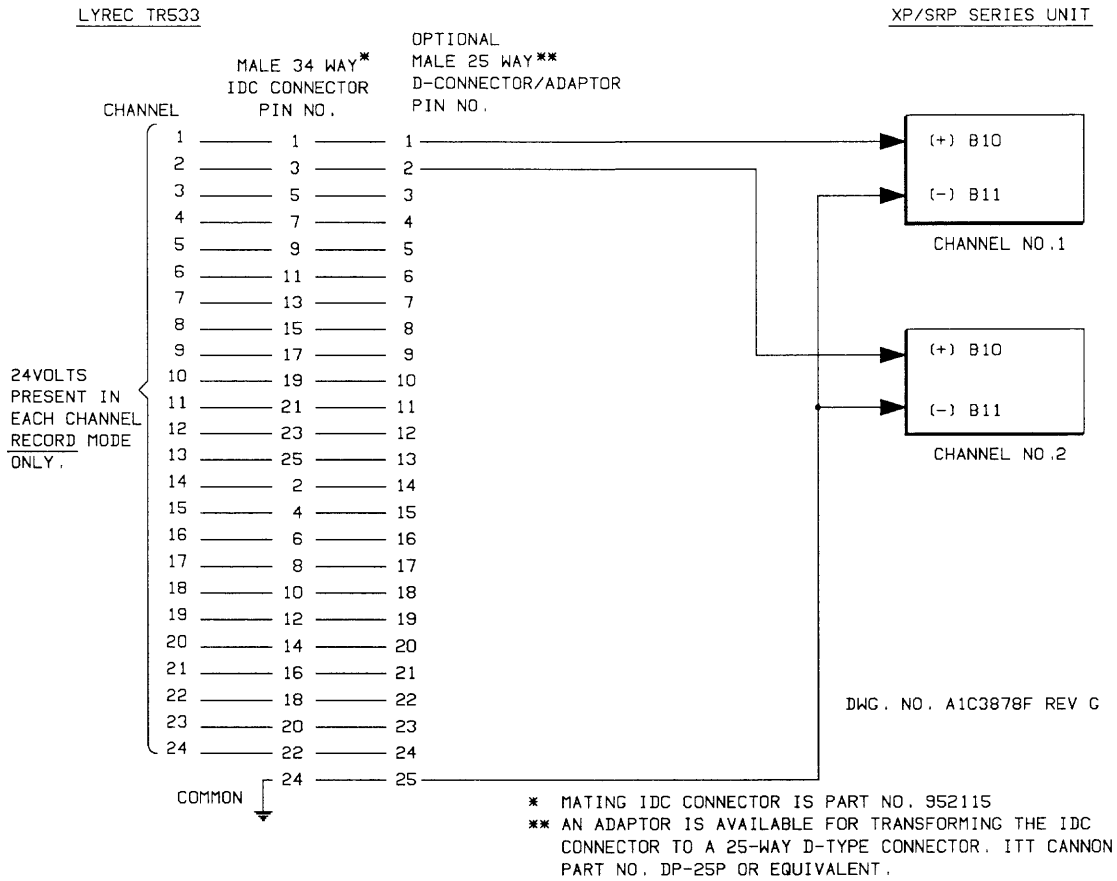 LYREC TR533
XP/SRP SERIES UNIT
CHANNEL
MALE 34 WAY*
IDC CONNECTOR
PIN NO.
OPTIONAL
MALE 25 WAY**
D-CONNECTOR/ADAPTOR
PIN NO.
1 1 1
2 3 2
3 5 3
4 7 4
5 9 5
6 11 6
7 13 7
8 15 8
9 17 9
10 19 10
11 21 11
12 23 12
13 25 13
14 2 14
15 4 15
16 6 16
17 8 17
18 10 18
19 12 19
20 14 20
21 16 21
22 18 22
23 20 23
24 22 24
COMMON 24 25
24VOLTS
PRESENT IN
EACH CHANNEL
RECORD MODE
ONLY.
(+) B10
(-) B11
CHANNEL NO.1
(+) B10
(-) B11
CHANNEL NO.2
DWG. NO. A1C3878F REV G
* MATING IDC CONNECTOR IS PART NO. 952115
** AN ADAPTOR IS AVAILABLE FOR TRANSFORMING THE IDC
CONNECTOR TO A 25-WAY D-TYPE CONNECTOR. ITT CANNON
PART NO. DP-25P OR EQUIVALENT.